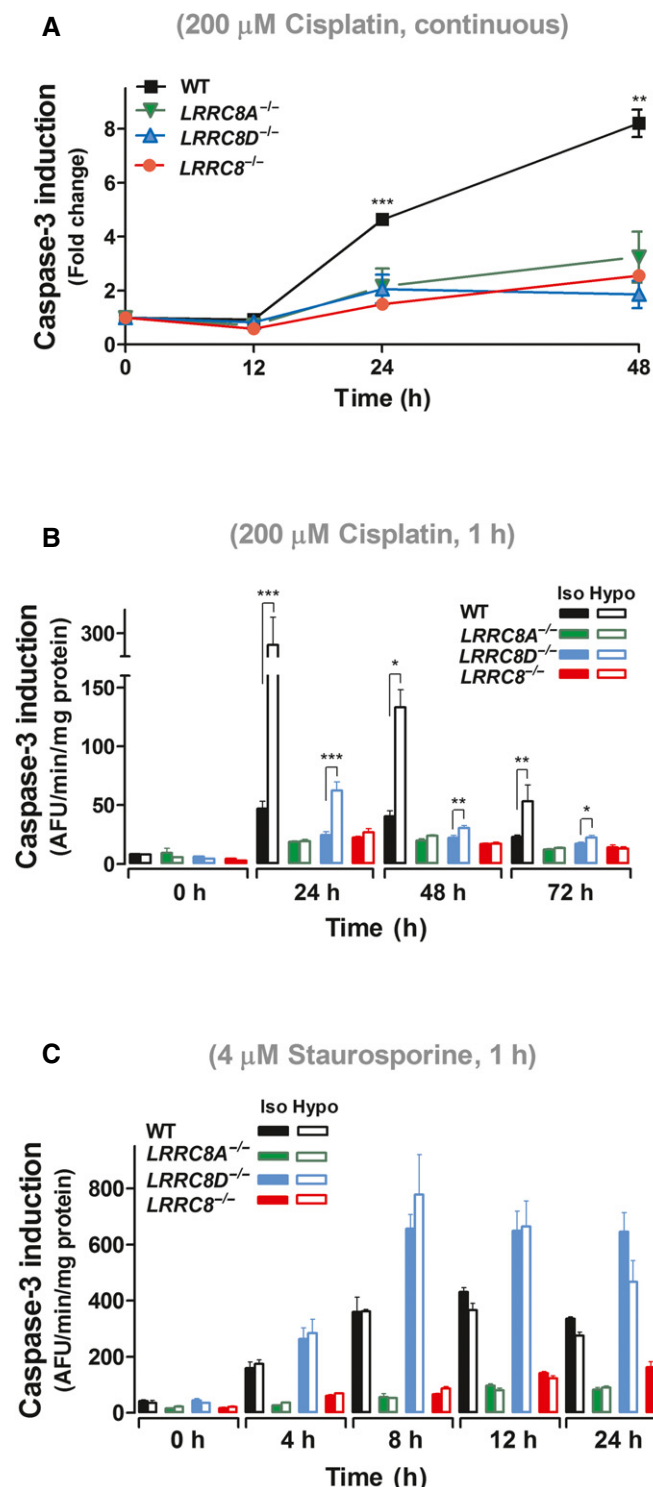 A
(200 μM Cisplatin, continuous)
Caspase-3 induction
(Fold change)
WT
LRRC8A⁻/⁻
LRRC8D⁻/⁻
LRRC8⁻/⁻
***
**
8
6
4
2
0
0 12 24 48
Time (h)
B
(200 μM Cisplatin, 1 h)
Caspase-3 induction
(AFU/min/mg protein)
Iso Hypo
WT
LRRC8A⁻/⁻
LRRC8D⁻/⁻
LRRC8⁻/⁻
300
150
100
50
0
*** *** * ** ** *
0 h 24 h 48 h 72 h
Time (h)
C
(4 μM Staurosporine, 1 h)
Caspase-3 induction
(AFU/min/mg protein)
Iso Hypo
WT
LRRC8A⁻/⁻
LRRC8D⁻/⁻
LRRC8⁻/⁻
800
600
400
200
0
0 h 4 h 8 h 12 h 24 h
Time (h)